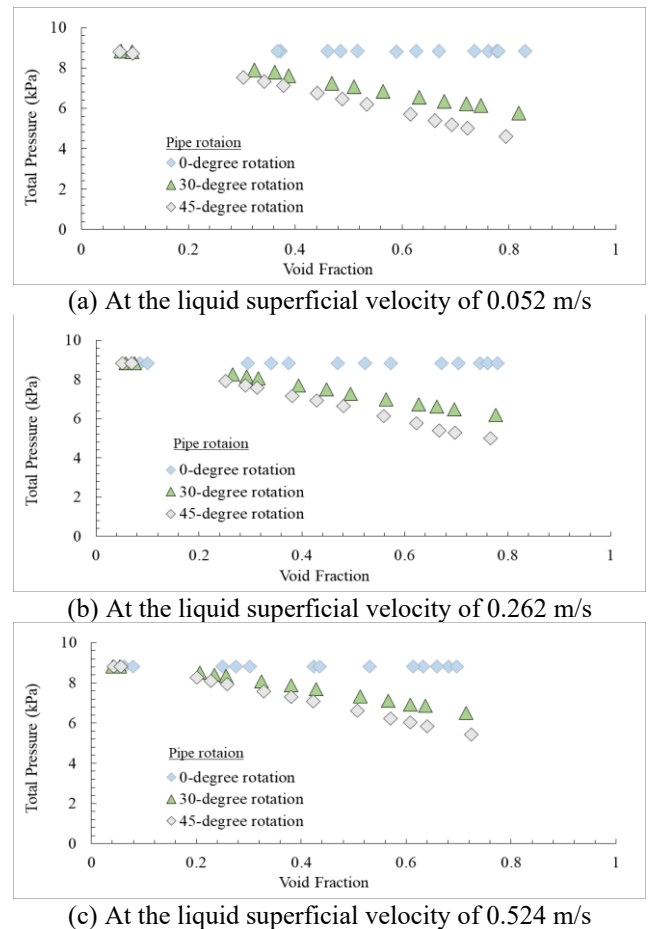 10
8
6
4
2
0
Total Pressure (kPa)
Pipe rotaion
0-degree rotation
30-degree rotation
45-degree rotation
0 0.2 0.4 0.6 0.8 1
Void Fraction
(a) At the liquid superficial velocity of 0.052 m/s
10
8
6
4
2
0
Total Pressure (kPa)
Pipe rotaion
0-degree rotation
30-degree rotation
45-degree rotation
0 0.2 0.4 0.6 0.8 1
Void Fraction
(b) At the liquid superficial velocity of 0.262 m/s
10
8
6
4
2
0
Total Pressure (kPa)
Pipe rotaion
0-degree rotation
30-degree rotation
45-degree rotation
0 0.2 0.4 0.6 0.8 1
Void Fraction
(c) At the liquid superficial velocity of 0.524 m/s